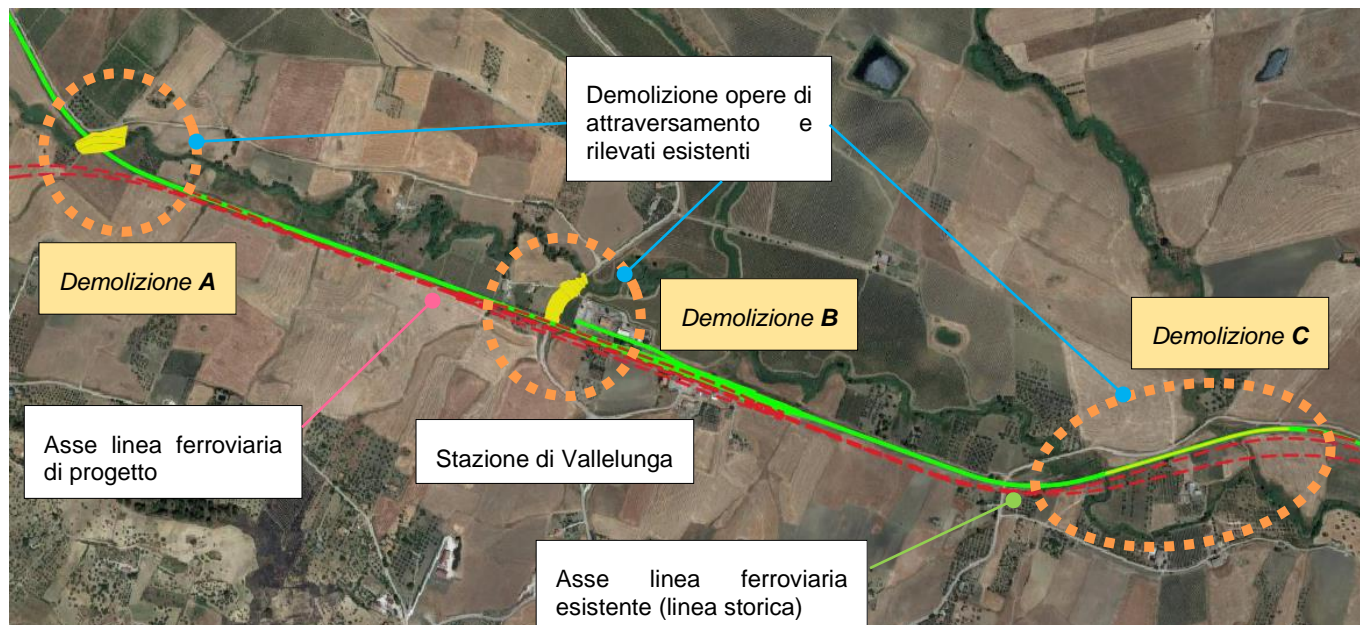 Demolizione opere di
attraversamento e
rilevati esistenti
Demolizione A
Demolizione B
Demolizione C
Asse linea ferroviaria
di progetto
Stazione di Vallelunga
Asse linea ferroviaria
esistente (linea storica)